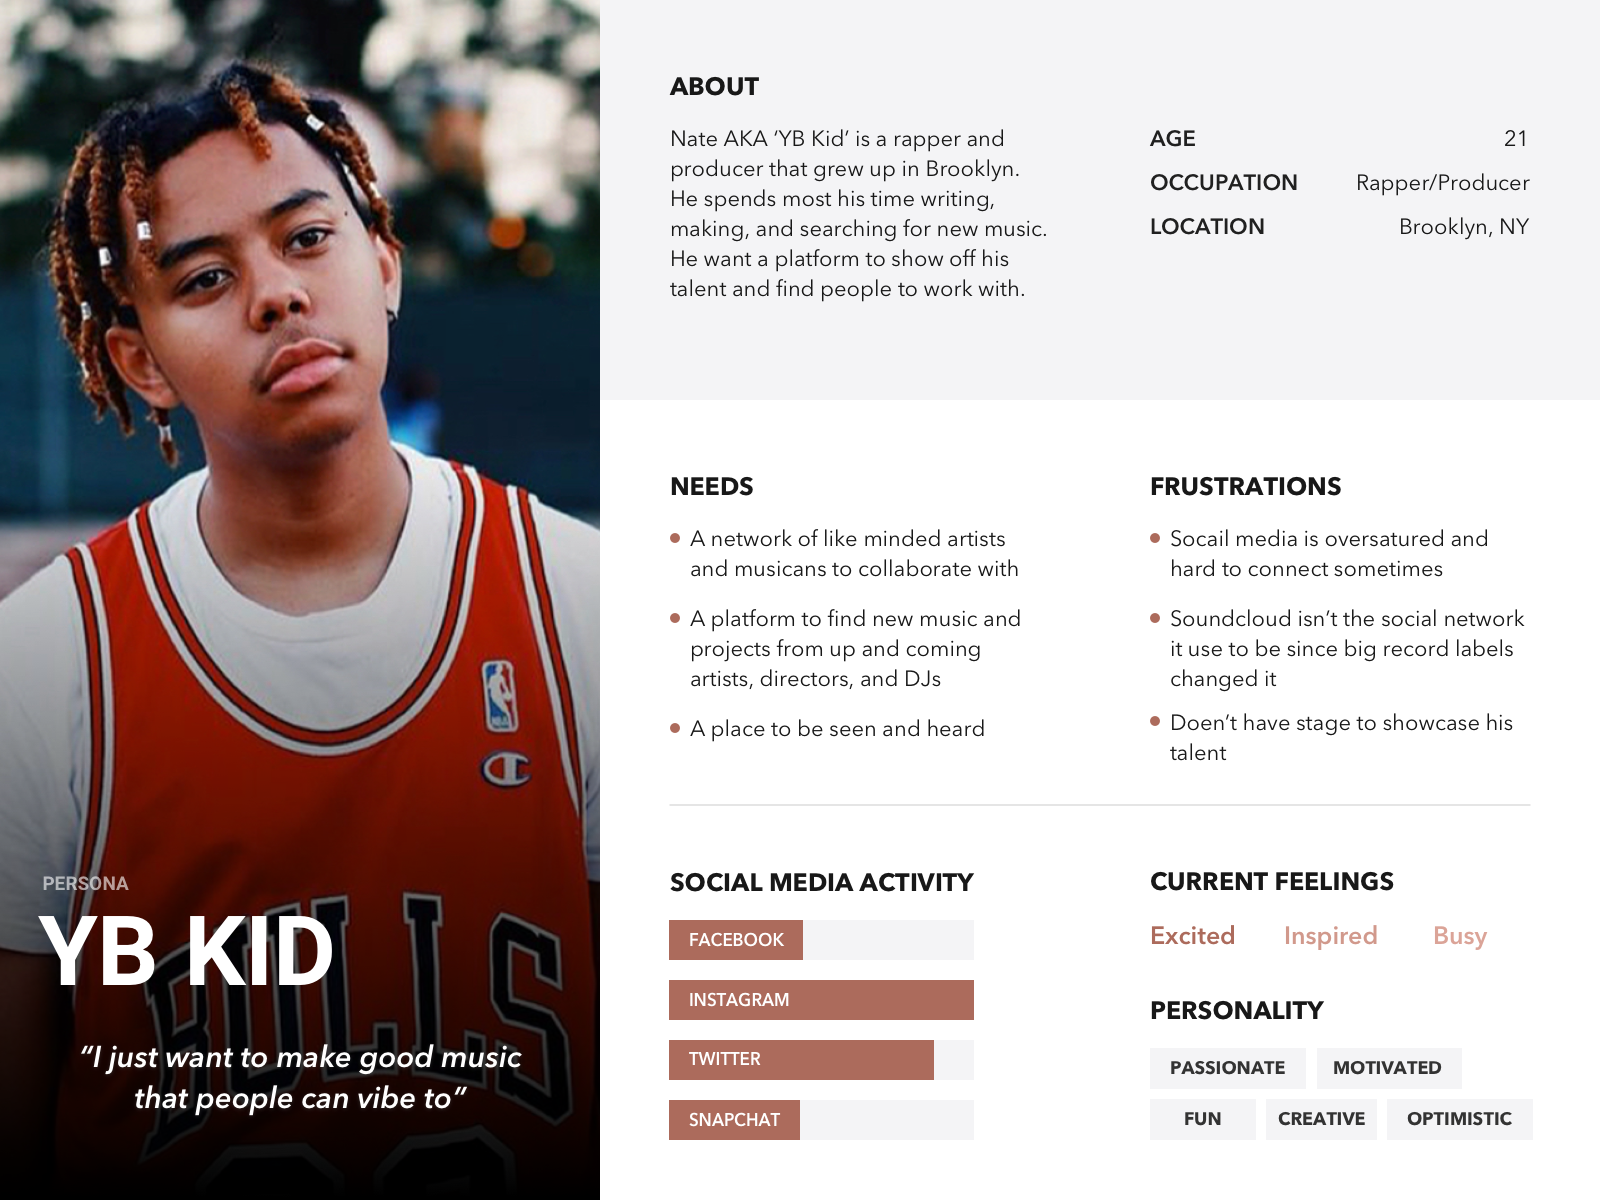 ABOUT
Nate AKA ‘YB Kid’ is a rapper and
producer that grew up in Brooklyn.
He spends most his time writing,
making, and searching for new music.
He want a platform to show off his
talent and find people to work with.
AGE 21
OCCUPATION Rapper/Producer
LOCATION Brooklyn, NY
NEEDS
A network of like minded artists
and musicans to collaborate with
A platform to find new music and
projects from up and coming
artists, directors, and DJs
A place to be seen and heard
FRUSTRATIONS
Socail media is oversatured and
hard to connect sometimes
Soundcloud isn’t the social network
it use to be since big record labels
changed it
Doen’t have stage to showcase his
talent
PERSONA
YB KID
“I just want to make good music
that people can vibe to”
BULLS
NBA
SOCIAL MEDIA ACTIVITY
FACEBOOK
INSTAGRAM
TWITTER
SNAPCHAT
CURRENT FEELINGS
Excited Inspired Busy
PERSONALITY
PASSIONATE MOTIVATED
FUN CREATIVE OPTIMISTIC